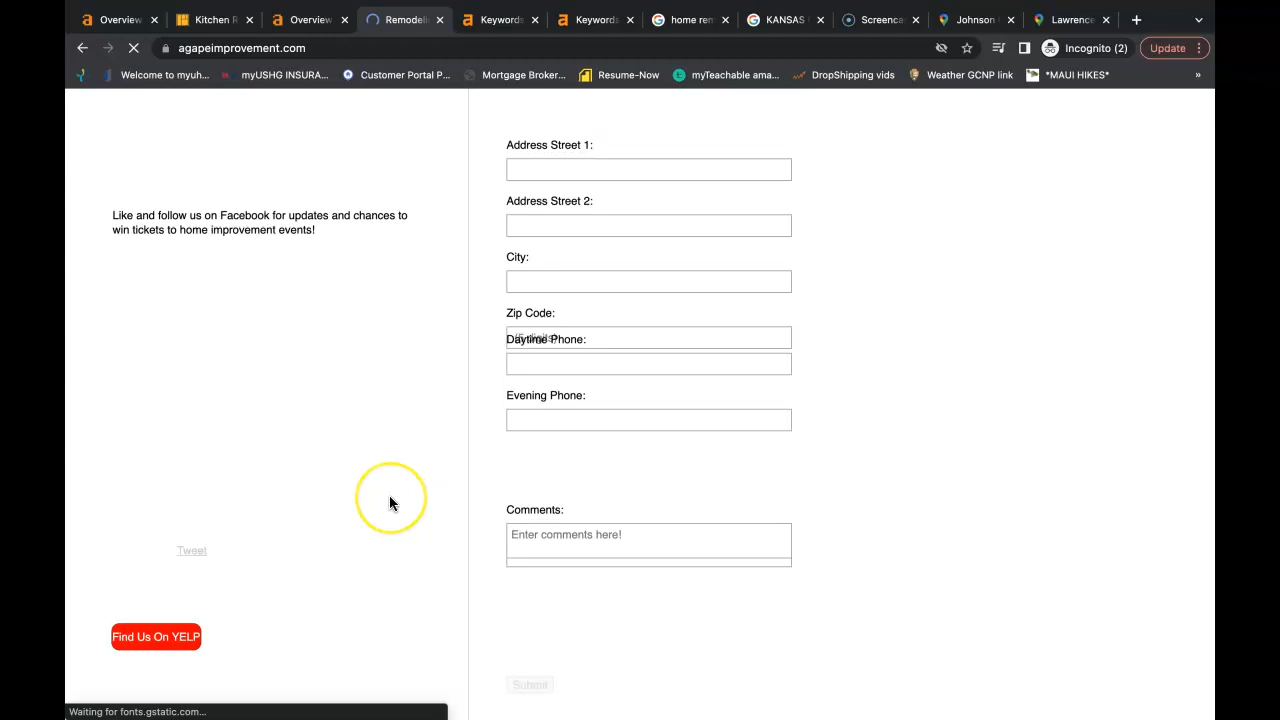 Overview
Kitchen R
Overview
Remodeli
Keywords
Keywords
home rem
KANSAS
Screenca
Johnson
Lawrence
agapeimprovement.com
Incognito (2)
Update
Welcome to myuh...
myUSHG INSURA...
Customer Portal P...
Mortgage Broker...
Resume-Now
myTeachable ama...
DropShipping vids
Weather GCNP link
*MAUI HIKES*
»
Like and follow us on Facebook for updates and chances to
win tickets to home improvement events!
Tweet
Find Us On YELP
Address Street 1:
Address Street 2:
City:
Zip Code:
Daytime Phone:
Evening Phone:
Comments:
Enter comments here!
Submit
Waiting for fonts.gstatic.com...